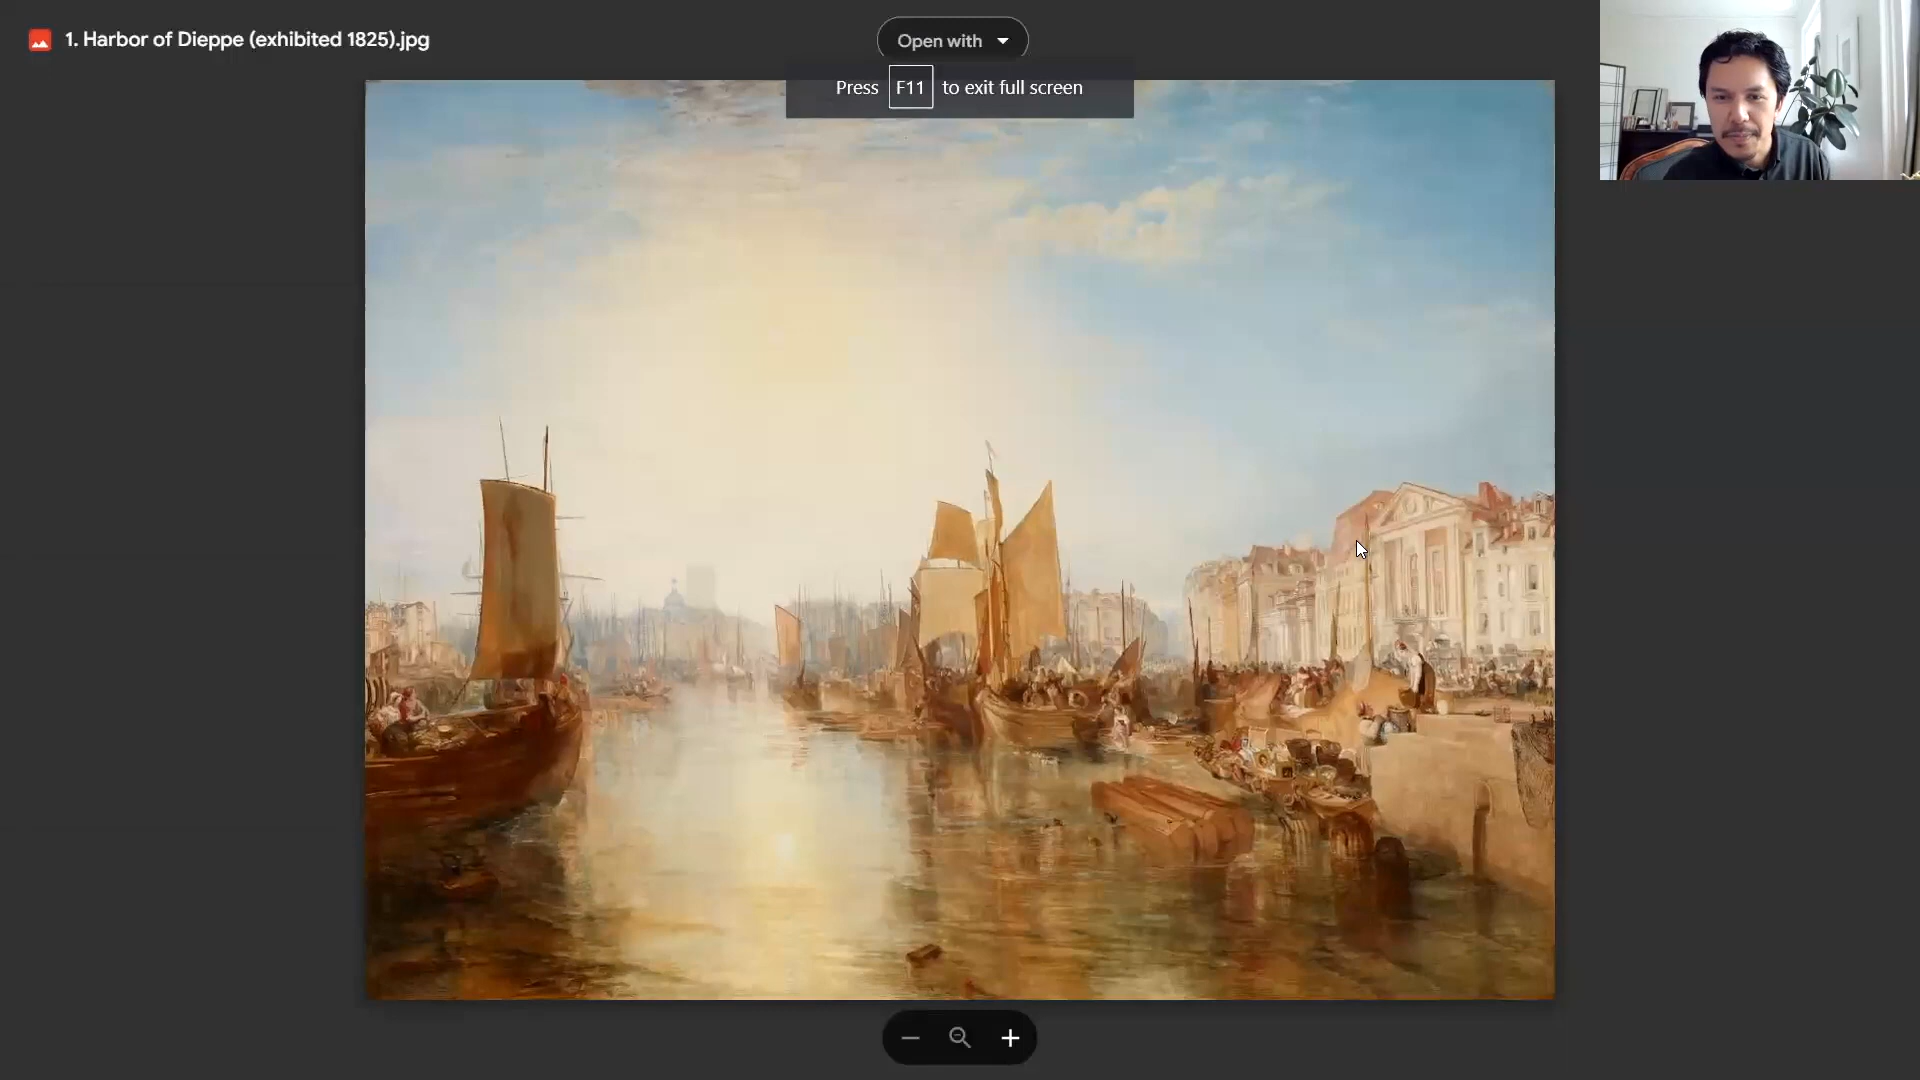 1. Harbor of Dieppe (exhibited 1825).jpg
Open with
Press F11 to exit full screen